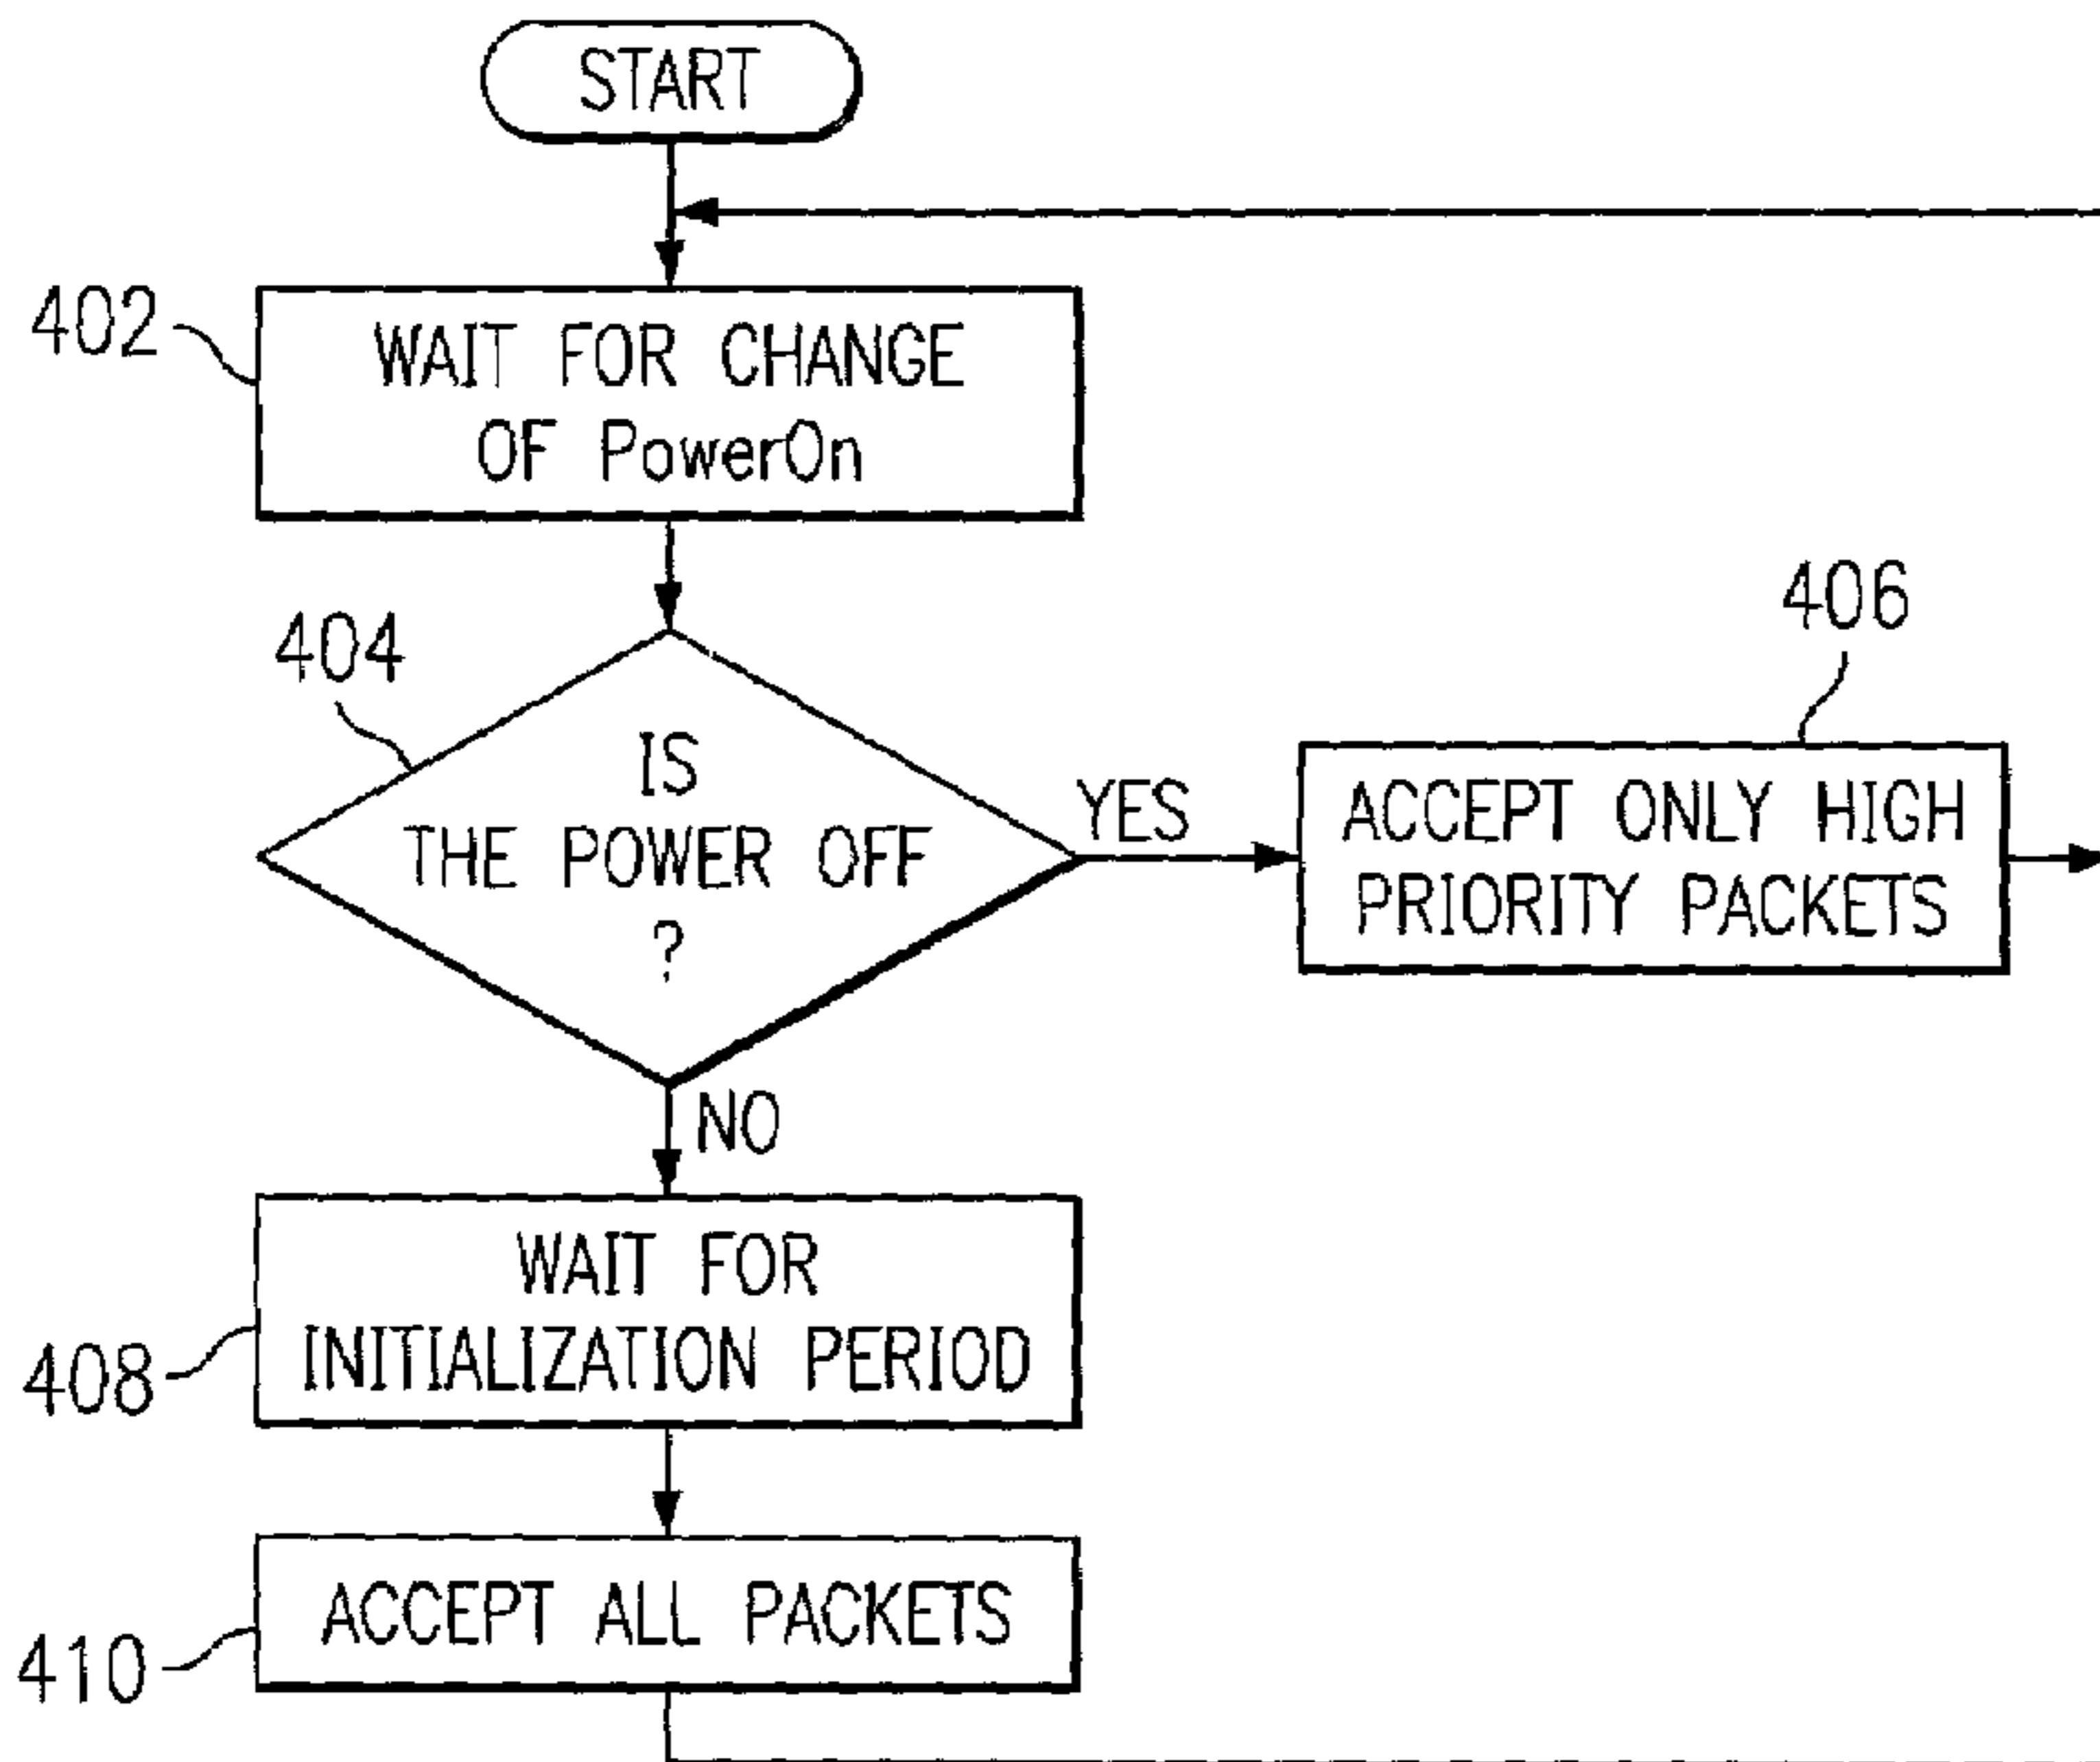 START
402
WAIT FOR CHANGE
OF PowerOn
404
IS
THE POWER OFF
?
YES
406
ACCEPT ONLY HIGH
PRIORITY PACKETS
NO
408
WAIT FOR
INITIALIZATION PERIOD
410
ACCEPT ALL PACKETS